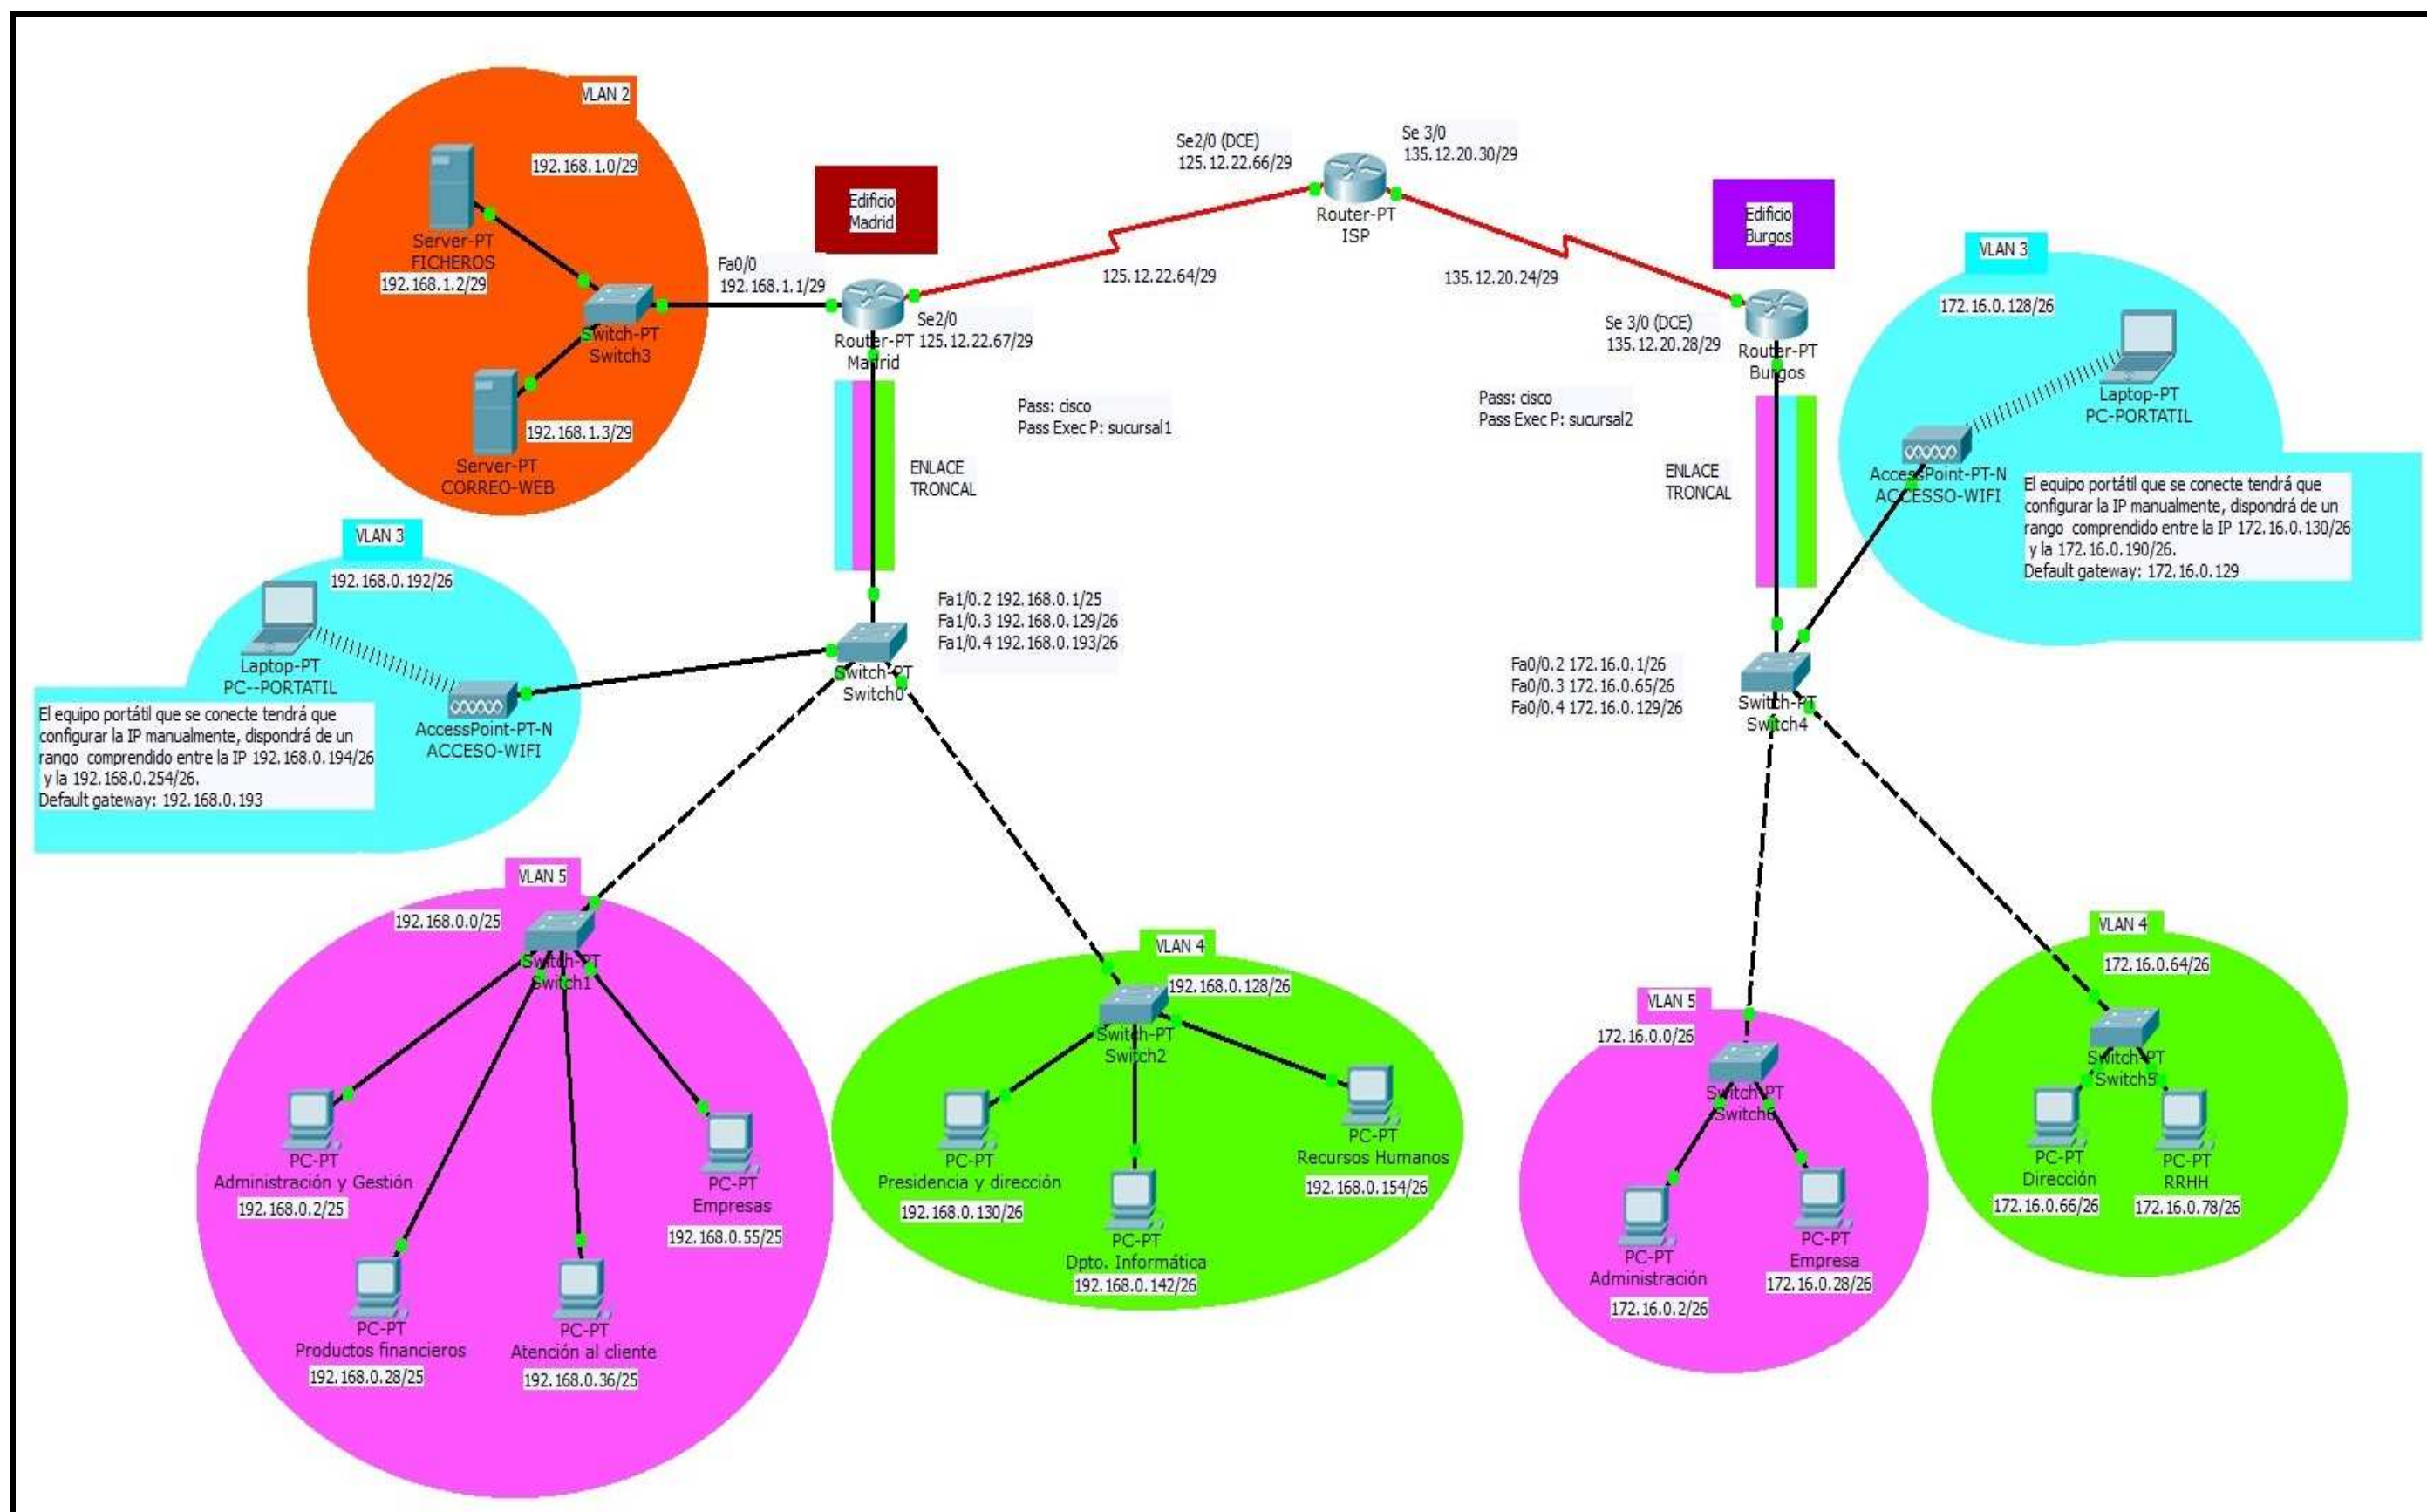 VLAN 2
192.168.1.0/29
Server-PT
FICHEROS
192.168.1.2/29
Switch-PT
Switch3
192.168.1.3/29
Server-PT
CORREO-WEB
Fa0/0
192.168.1.1/29
Edificio
Madrid
Router-PT
Madrid
Se2/0
125.12.22.67/29
Se2/0 (DCE)
125.12.22.66/29
Se 3/0
135.12.20.30/29
Router-PT
ISP
125.12.22.64/29
135.12.20.24/29
Edificio
Burgos
Se 3/0 (DCE)
135.12.20.28/29
Router-PT
Burgos
Pass: cisco
Pass Exec P: sucursal1
Pass: cisco
Pass Exec P: sucursal2
ENLACE
TRONCAL
ENLACE
TRONCAL
VLAN 3
172.16.0.128/26
Laptop-PT
PC-PORTATIL
AccessPoint-PT-N
ACCESSO-WIFI
El equipo portátil que se conecte tendrá que
configurar la IP manualmente, dispondrá de un
rango comprendido entre la IP 172.16.0.130/26
y la 172.16.0.190/26.
Default gateway: 172.16.0.129
VLAN 3
192.168.0.192/26
Laptop-PT
PC--PORTATIL
AccessPoint-PT-N
ACCESO-WIFI
El equipo portátil que se conecte tendrá que
configurar la IP manualmente, dispondrá de un
rango comprendido entre la IP 192.168.0.194/26
y la 192.168.0.254/26.
Default gateway: 192.168.0.193
Fa1/0.2 192.168.0.1/25
Fa1/0.3 192.168.0.129/26
Fa1/0.4 192.168.0.193/26
Switch-PT
Switch0
Fa0/0.2 172.16.0.1/26
Fa0/0.3 172.16.0.65/26
Fa0/0.4 172.16.0.129/26
Switch-PT
Switch4
VLAN 5
192.168.0.0/25
Switch-PT
Switch1
PC-PT
Administración y Gestión
192.168.0.2/25
PC-PT
Empresas
192.168.0.55/25
PC-PT
Productos financieros
192.168.0.28/25
PC-PT
Atención al cliente
192.168.0.36/25
VLAN 4
192.168.0.128/26
Switch-PT
Switch2
PC-PT
Presidencia y dirección
192.168.0.130/26
PC-PT
Dpto. Informática
192.168.0.142/26
PC-PT
Recursos Humanos
192.168.0.154/26
VLAN 5
172.16.0.0/26
Switch-PT
Switch6
PC-PT
Administración
172.16.0.2/26
PC-PT
Empresa
172.16.0.28/26
VLAN 4
172.16.0.64/26
Switch-PT
Switch5
PC-PT
Dirección
172.16.0.66/26
PC-PT
RRHH
172.16.0.78/26